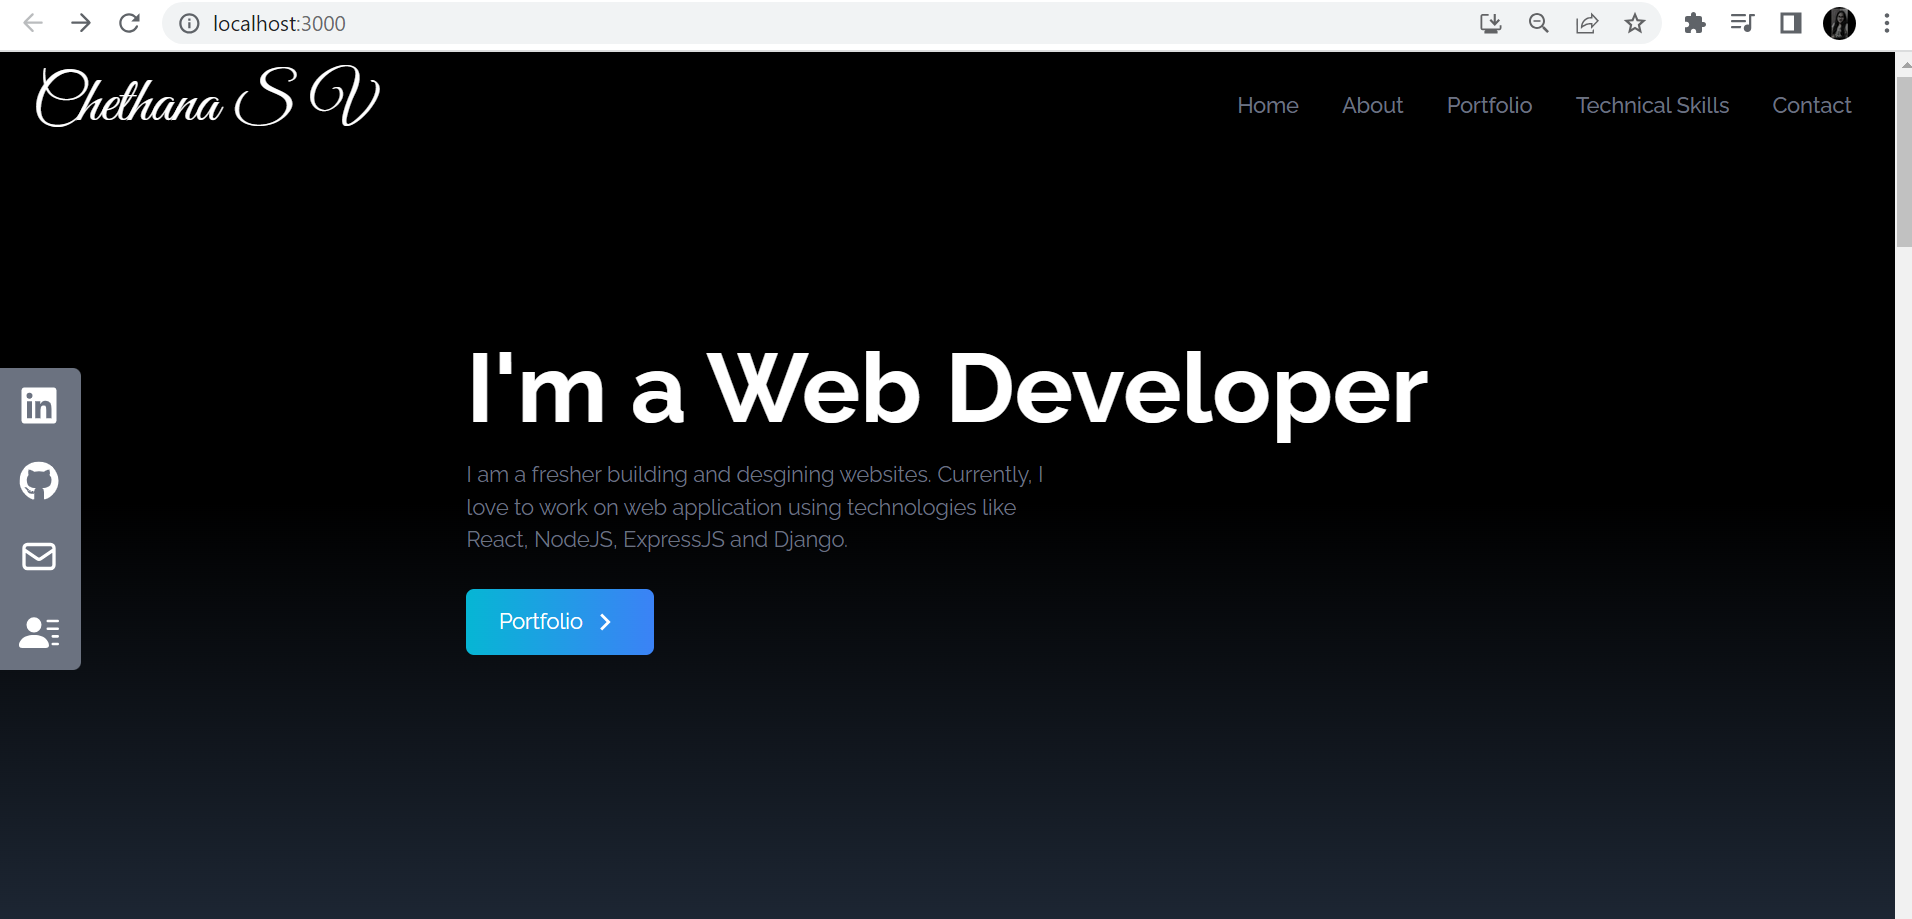 localhost:3000
Chethana S V
Home About Portfolio Technical Skills Contact
I'm a Web Developer
I am a fresher building and desgining websites. Currently, I
love to work on web application using technologies like
React, NodeJS, ExpressJS and Django.
in
Portfolio